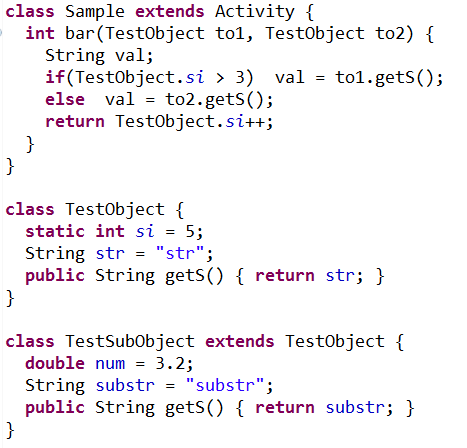 class Sample extends Activity {
int bar(TestObject to1, TestObject to2) {
String val;
if(TestObject.si > 3)  val = to1.getS();
else  val = to2.getS();
return TestObject.si++;
}
}
class TestObject {
static int si = 5;
String str = "str";
public String getS() { return str; }
}
class TestSubObject extends TestObject {
double num = 3.2;
String substr = "substr";
public String getS() { return substr; }
}